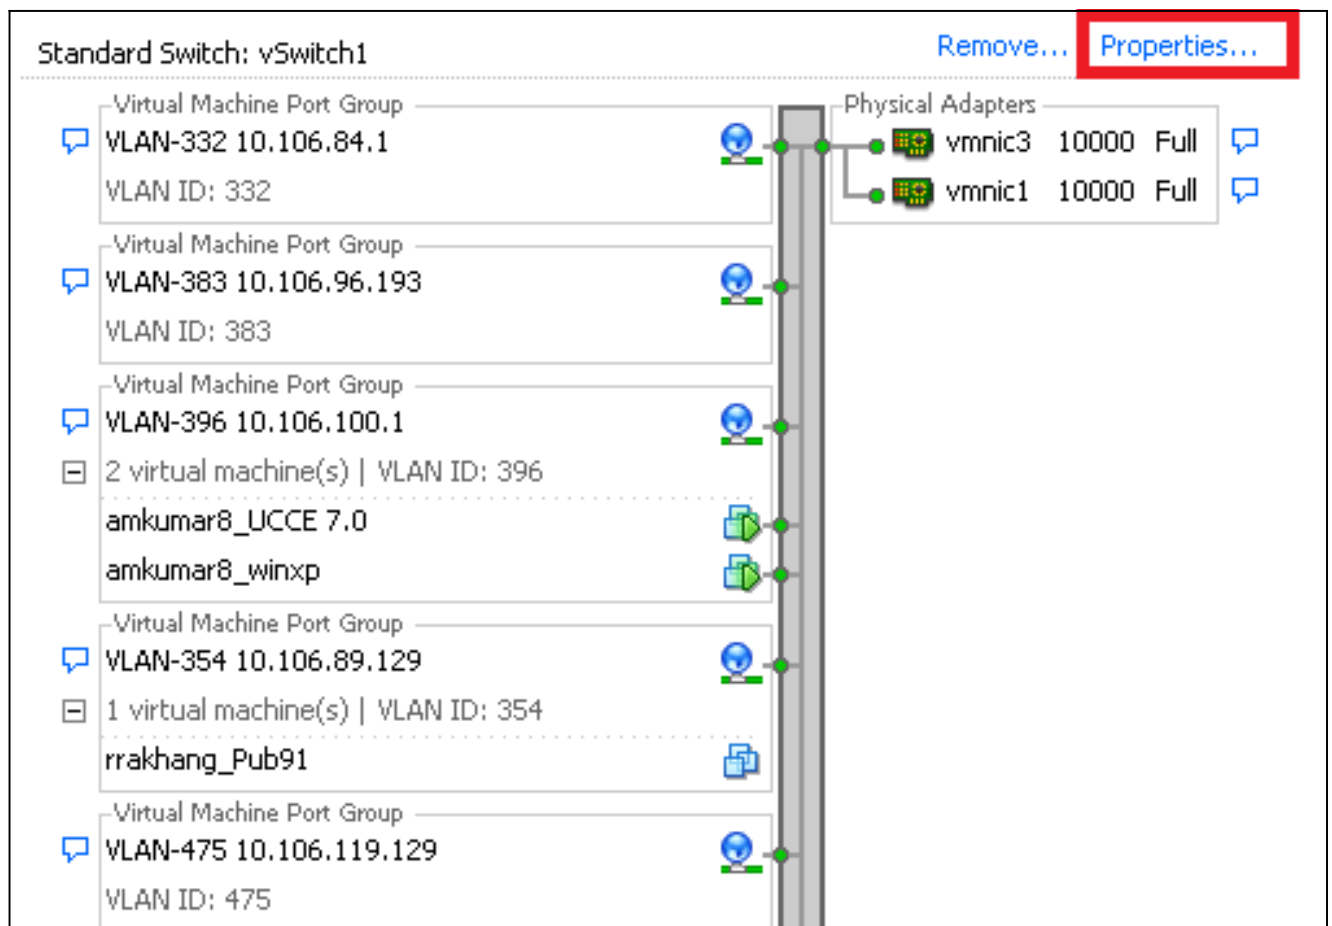 Standard Switch: vSwitch1 Remove... Properties...
Virtual Machine Port Group Physical Adapters
VLAN-332 10.106.84.1 vmnic3 10000 Full
VLAN ID: 332 vmnic1 10000 Full
Virtual Machine Port Group
VLAN-383 10.106.96.193
VLAN ID: 383
Virtual Machine Port Group
VLAN-396 10.106.100.1
2 virtual machine(s) | VLAN ID: 396
amkumar8_UCCE 7.0
amkumar8_winxp
Virtual Machine Port Group
VLAN-354 10.106.89.129
1 virtual machine(s) | VLAN ID: 354
rrakhang_Pub91
Virtual Machine Port Group
VLAN-475 10.106.119.129
VLAN ID: 475